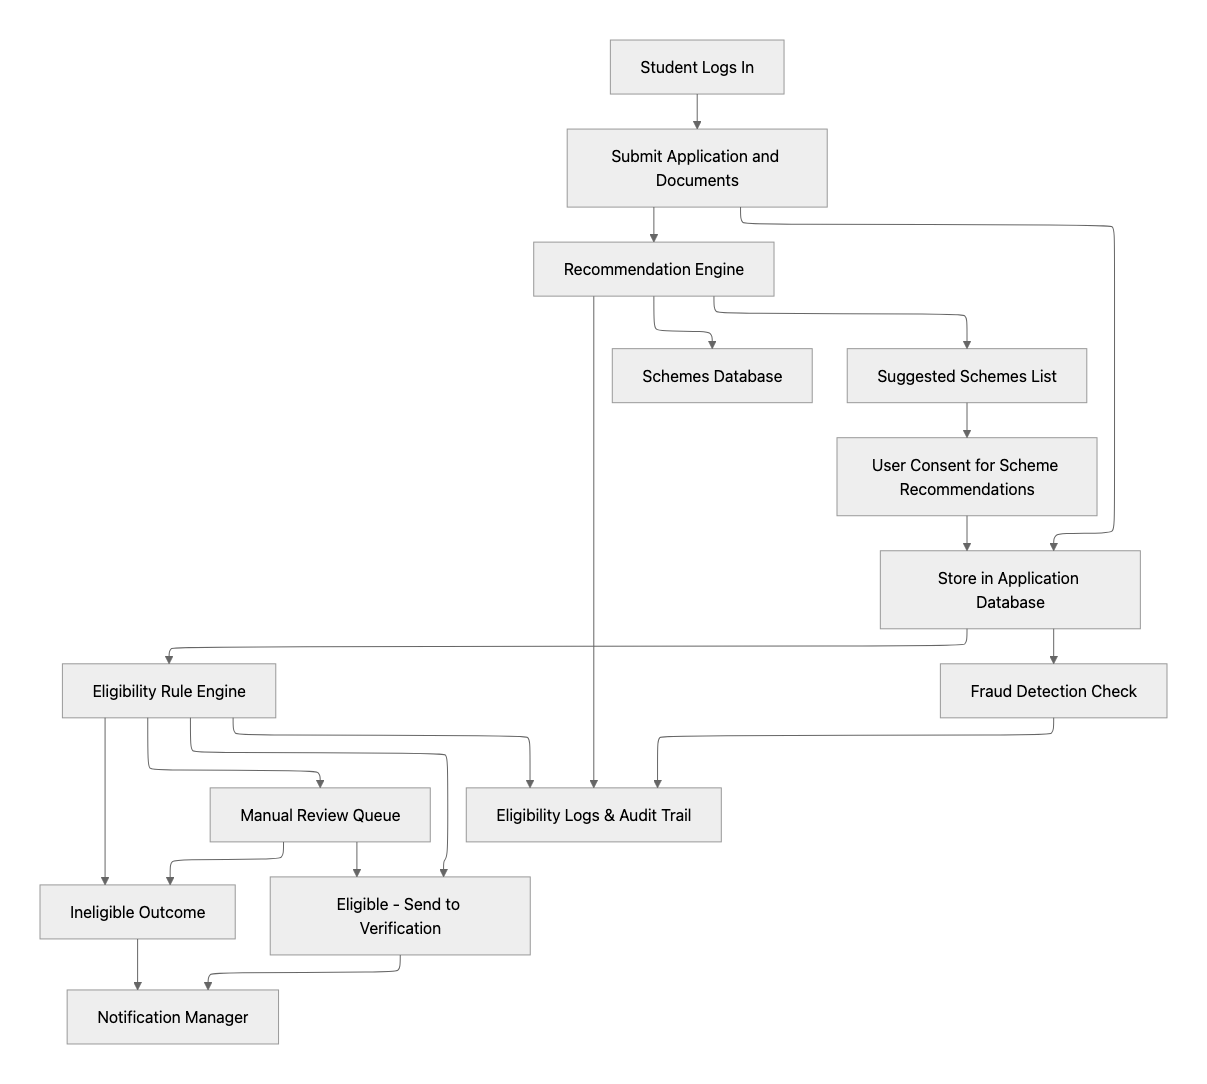 Student Logs In
Submit Application and
Documents
Recommendation Engine
Schemes Database
Suggested Schemes List
User Consent for Scheme
Recommendations
Store in Application
Database
Eligibility Rule Engine
Fraud Detection Check
Manual Review Queue
Eligibility Logs & Audit Trail
Ineligible Outcome
Eligible - Send to
Verification
Notification Manager